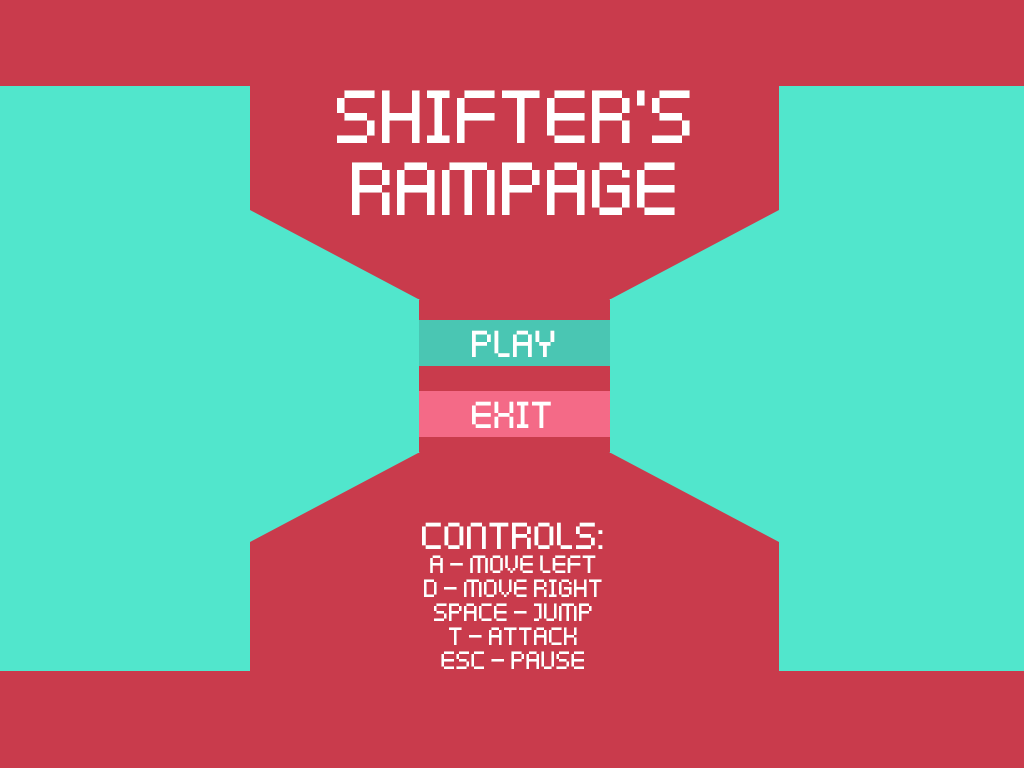 SHIFTER'S
RAMPAGE
PLAY
EXIT
CONTROLS:
A - MOVE LEFT
D - MOVE RIGHT
SPACE - JUMP
T - ATTACK
ESC - PAUSE